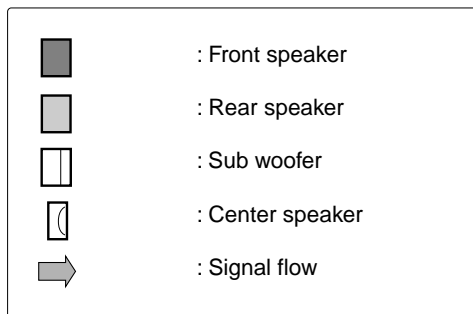 : Front speaker
: Rear speaker
: Sub woofer
: Center speaker
: Signal flow